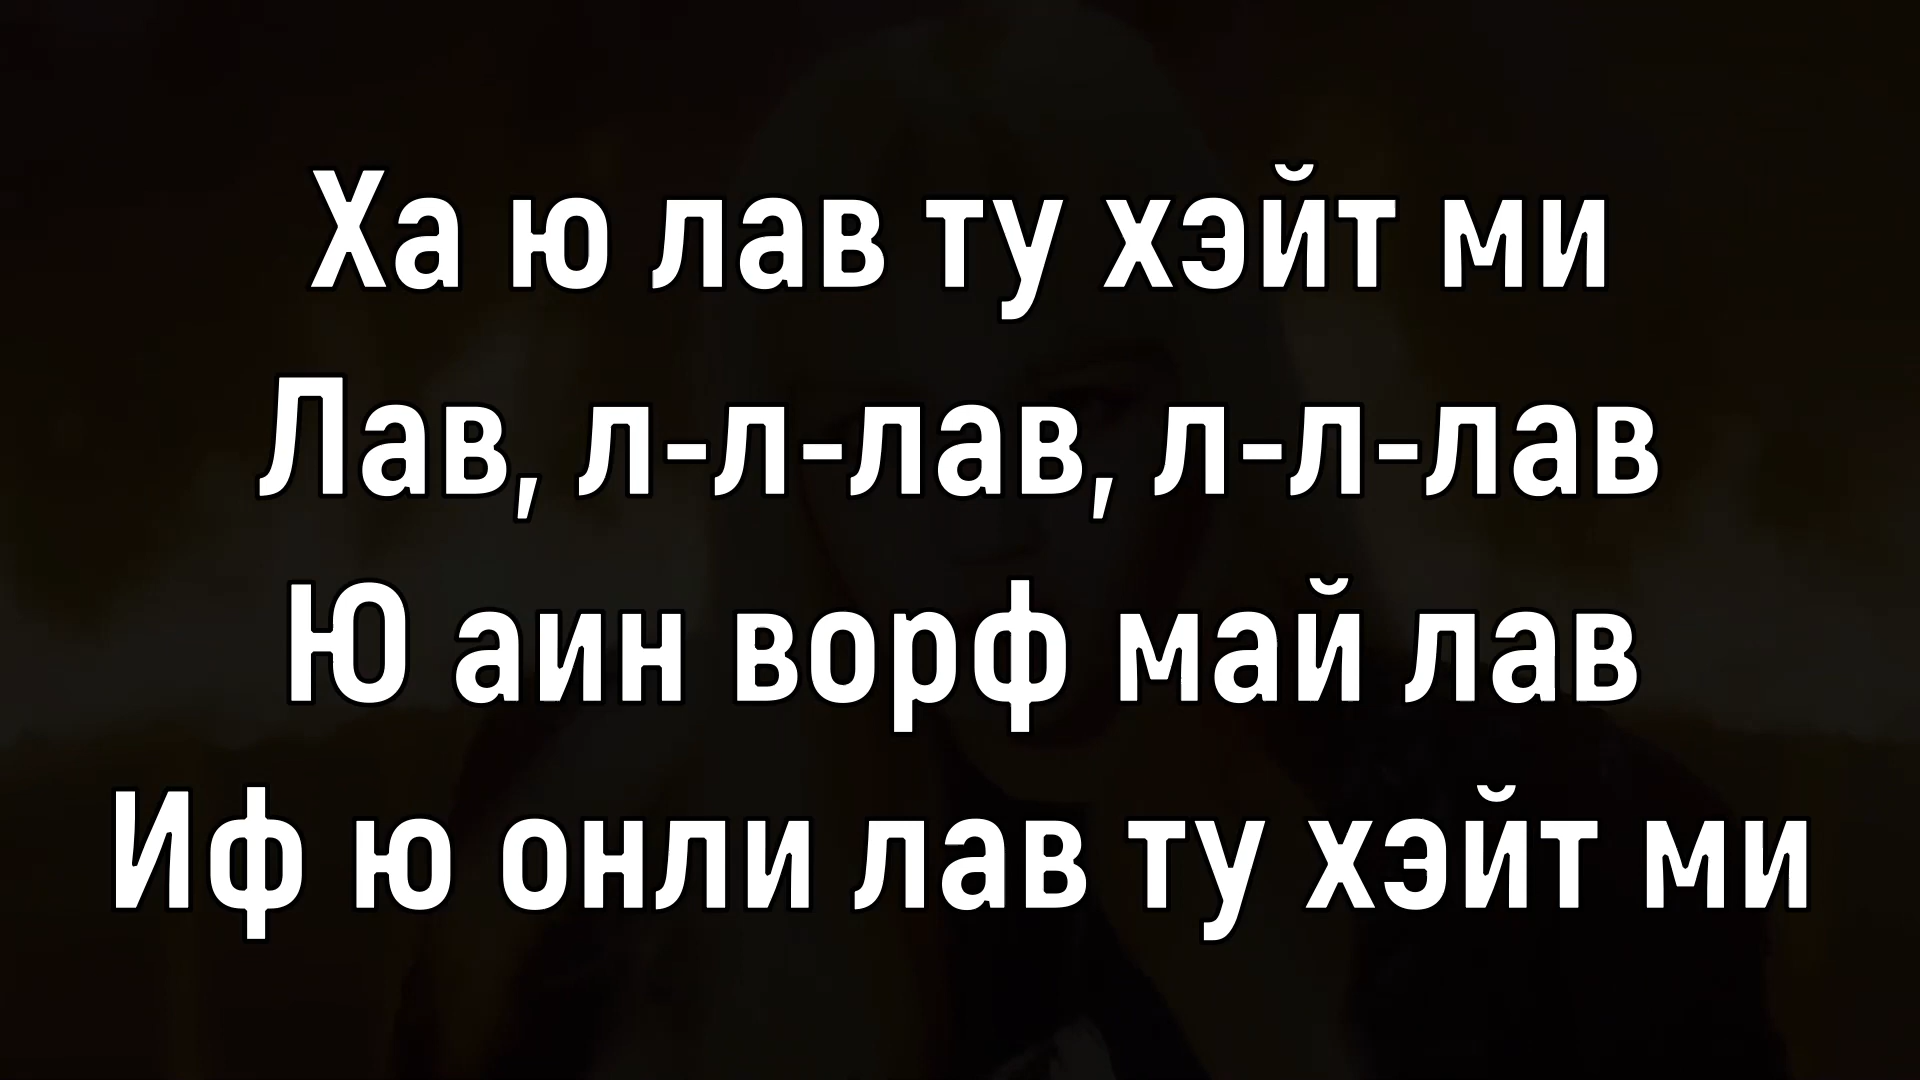 Ха ю лав ту хэйт ми
Лав, л-л-лав, л-л-лав
Ю аин ворф май лав
Иф ю онли лав ту хэйт ми